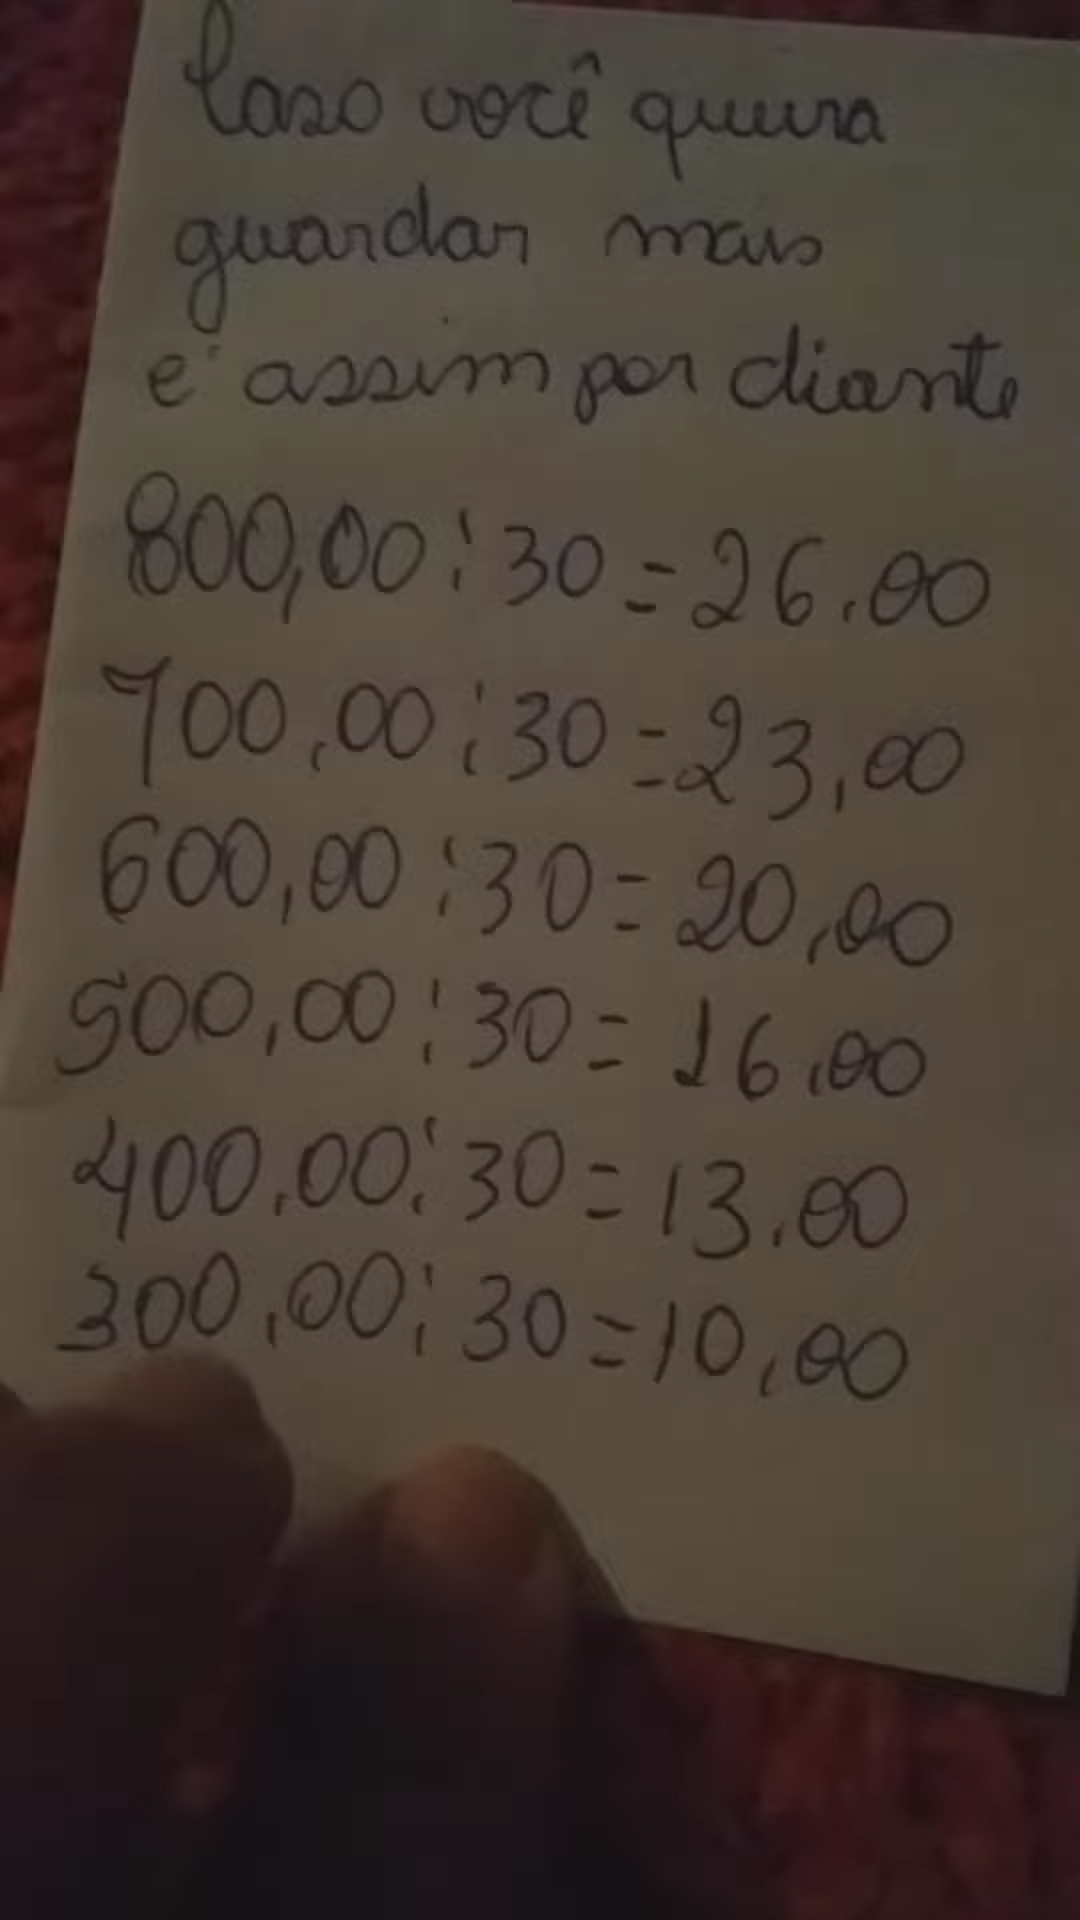 Caso você queira
guardar mais
e assim por diante
800,00 : 30 = 26.00
700,00 : 30 = 23,00
600,00 : 30 = 20,00
500,00 : 30 = 16,00
400,00 : 30 = 13.00
300,00 : 30 = 10,00